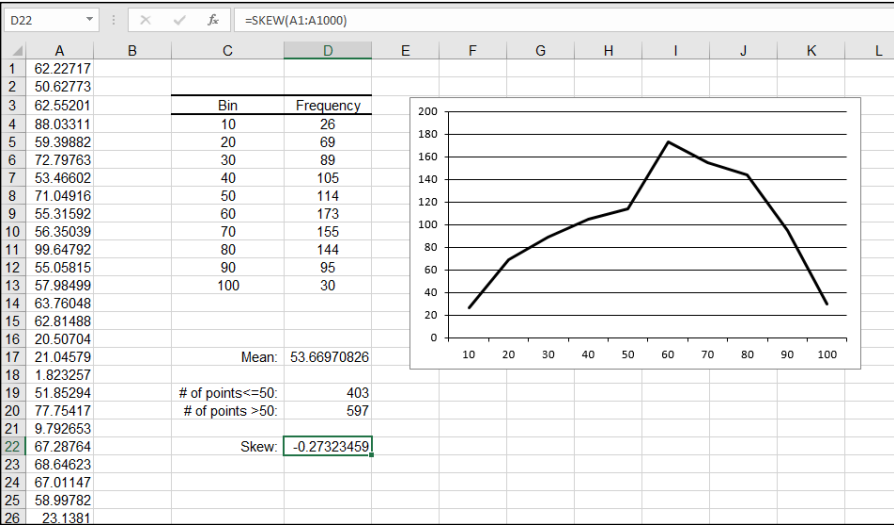 D22 fx =SKEW(A1:A1000)
A B C D E F G H I J K L
1 62.22717
2 50.62773
3 62.55201 Bin Frequency
4 88.03311 10 26
5 59.39882 20 69
6 72.79763 30 89
7 53.46602 40 105
8 71.04916 50 114
9 55.31592 60 173
10 56.35039 70 155
11 99.64792 80 144
12 55.05815 90 95
13 57.98499 100 30
14 63.76048
15 62.81488
16 20.50704
17 21.04579 Mean: 53.66970826
18 1.823257
19 51.85294 # of points<=50: 403
20 77.75417 # of points >50: 597
21 9.792653
22 67.28764 Skew: -0.27323459
23 68.64623
24 67.01147
25 58.99782
26 23.1381
200
180
160
140
120
100
80
60
40
20
0
10 20 30 40 50 60 70 80 90 100